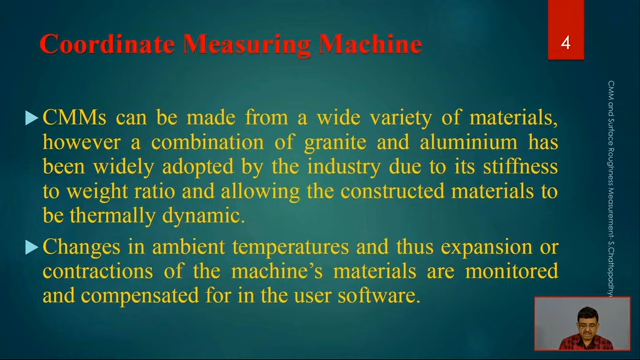 Coordinate Measuring Machine
4
CMMs can be made from a wide variety of materials,
however a combination of granite and aluminium has
been widely adopted by the industry due to its stiffness
to weight ratio and allowing the constructed materials to
be thermally dynamic.
Changes in ambient temperatures and thus expansion or
contractions of the machine's materials are monitored
and compensated for in the user software.
CMM and Surface Roughness Measurement- S.Chattopadhy